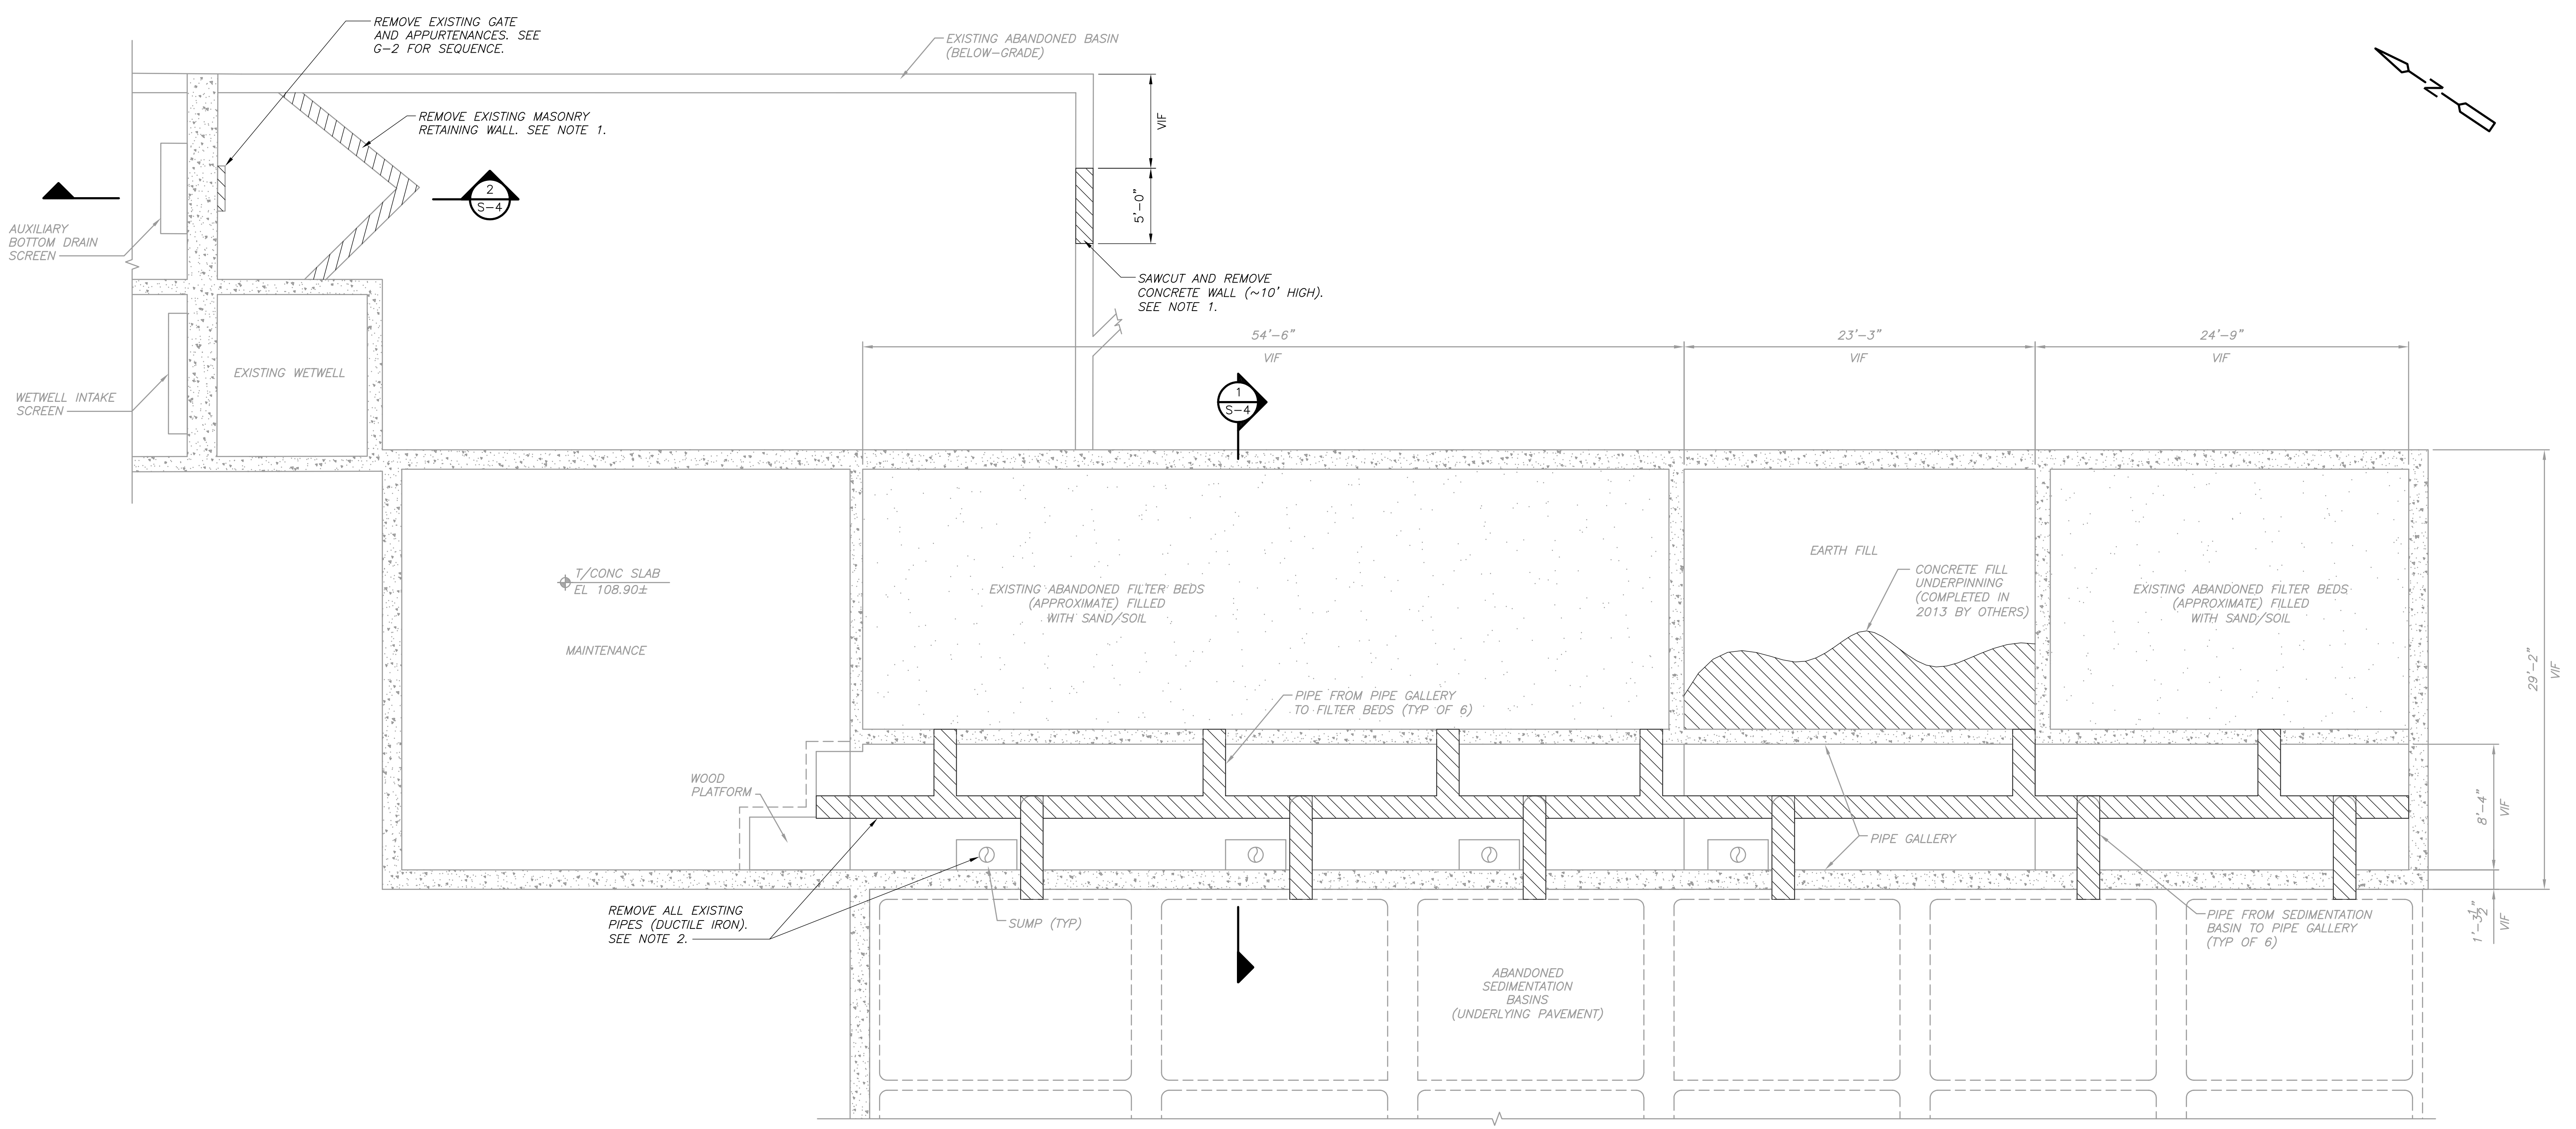 REMOVE EXISTING GATE
AND APPURTENANCES. SEE
G-2 FOR SEQUENCE.
EXISTING ABANDONED BASIN
(BELOW-GRADE)
N
REMOVE EXISTING MASONRY
RETAINING WALL. SEE NOTE 1.
VIF
2
S-4
5'-0"
AUXILIARY
BOTTOM DRAIN
SCREEN
SAWCUT AND REMOVE
CONCRETE WALL (~10' HIGH).
SEE NOTE 1.
54'-6"
VIF
23'-3"
VIF
24'-9"
VIF
EXISTING WETWELL
WETWELL INTAKE
SCREEN
1
S-4
EARTH FILL
T/CONC SLAB
EL 108.90±
MAINTENANCE
EXISTING ABANDONED FILTER BEDS
(APPROXIMATE) FILLED
WITH SAND/SOIL
CONCRETE FILL
UNDERPINNING
(COMPLETED IN
2013 BY OTHERS)
EXISTING ABANDONED FILTER BEDS
(APPROXIMATE) FILLED
WITH SAND/SOIL
29'-2"
VIF
PIPE FROM PIPE GALLERY
TO FILTER BEDS (TYP OF 6)
WOOD
PLATFORM
8'-4"
VIF
PIPE GALLERY
REMOVE ALL EXISTING
PIPES (DUCTILE IRON).
SEE NOTE 2.
SUMP (TYP)
PIPE FROM SEDIMENTATION
BASIN TO PIPE GALLERY
(TYP OF 6)
1'-3½"
VIF
ABANDONED
SEDIMENTATION
BASINS
(UNDERLYING PAVEMENT)